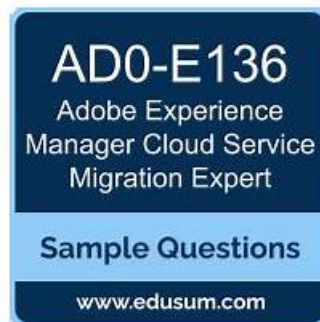 AD0-E136
Adobe Experience
Manager Cloud Service
Migration Expert
Sample Questions
www.edusum.com